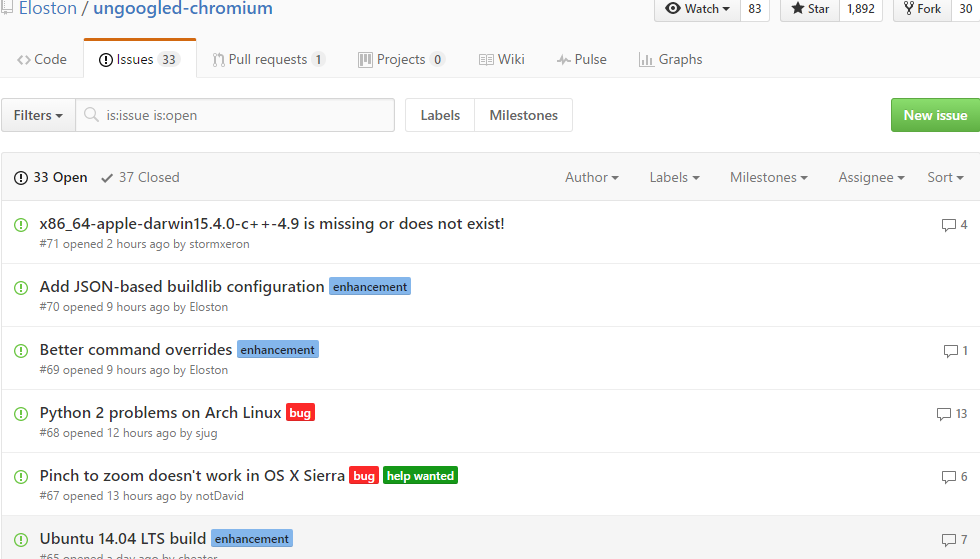 Eloston / ungoogled-chromium
Watch 83 Star 1,892 Fork 30
Code Issues 33 Pull requests 1 Projects 0 Wiki Pulse Graphs
Filters is:issue is:open Labels Milestones New issue
33 Open 37 Closed Author Labels Milestones Assignee Sort
x86_64-apple-darwin15.4.0-c++-4.9 is missing or does not exist! 4
#71 opened 2 hours ago by stormxeron
Add JSON-based buildlib configuration enhancement
#70 opened 9 hours ago by Eloston
Better command overrides enhancement 1
#69 opened 9 hours ago by Eloston
Python 2 problems on Arch Linux bug 13
#68 opened 12 hours ago by sjug
Pinch to zoom doesn't work in OS X Sierra bug help wanted 6
#67 opened 13 hours ago by notDavid
Ubuntu 14.04 LTS build enhancement 7
#65 opened a day ago by